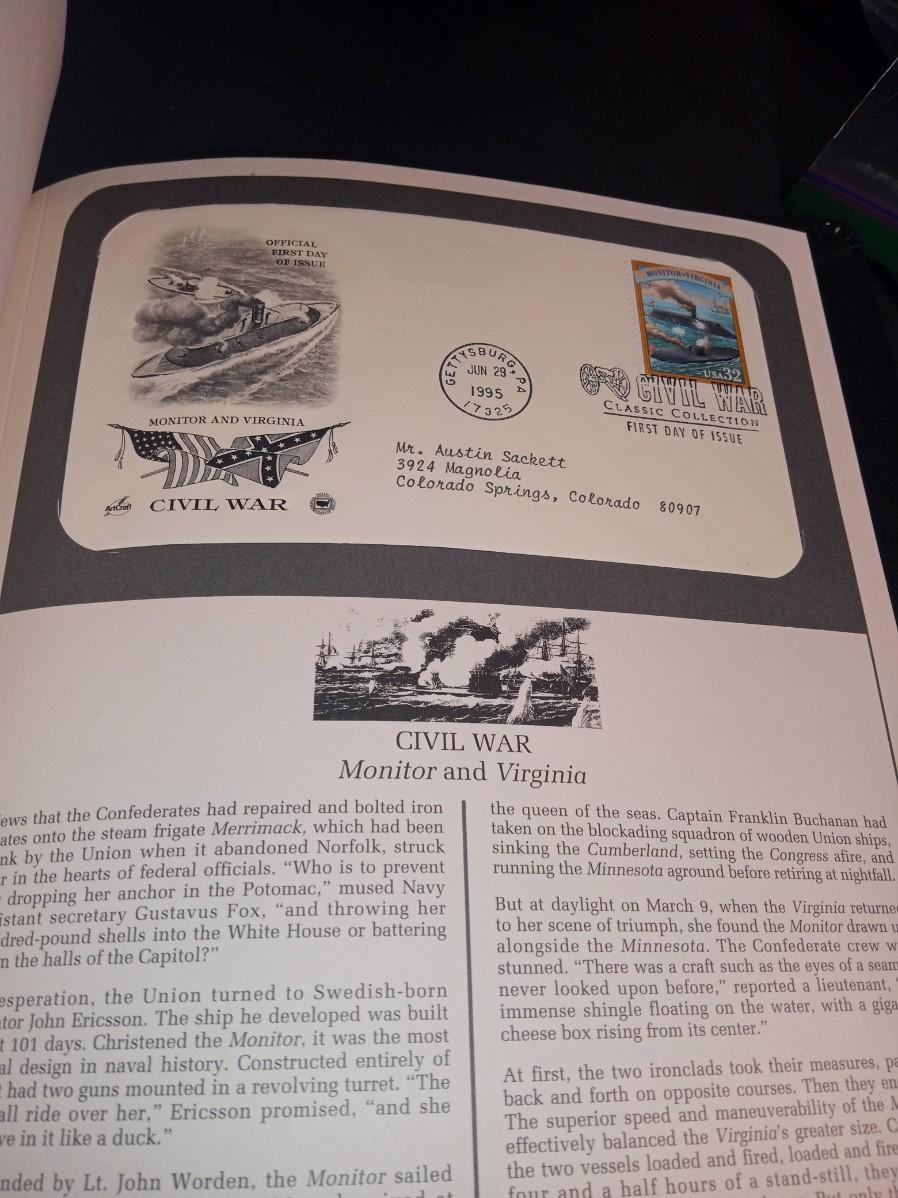 OFFICIAL
FIRST DAY
OF ISSUE
MONITOR AND VIRGINIA
ArtCraft
CIVIL WAR
GETTYSBURG, PA
JUN 29
1995
17325
MONITOR•VIRGINIA
USA 32
CIVIL WAR
CLASSIC COLLECTION
FIRST DAY OF ISSUE
Mr. Austin Sackett
3924 Magnolia
Colorado Springs, Colorado 80907
CIVIL WAR
Monitor and Virginia
ews that the Confederates had repaired and bolted iron
ates onto the steam frigate Merrimack, which had been
nk by the Union when it abandoned Norfolk, struck
r in the hearts of federal officials. “Who is to prevent
dropping her anchor in the Potomac,” mused Navy
istant secretary Gustavus Fox, “and throwing her
dred-pound shells into the White House or battering
n the halls of the Capitol?”
esperation, the Union turned to Swedish-born
tor John Ericsson. The ship he developed was built
t 101 days. Christened the Monitor, it was the most
al design in naval history. Constructed entirely of
had two guns mounted in a revolving turret. “The
all ride over her,” Ericsson promised, “and she
ve in it like a duck.”
nded by Lt. John Worden, the Monitor sailed
the queen of the seas. Captain Franklin Buchanan had
taken on the blockading squadron of wooden Union ships,
sinking the Cumberland, setting the Congress afire, and
running the Minnesota aground before retiring at nightfall.
But at daylight on March 9, when the Virginia returne
to her scene of triumph, she found the Monitor drawn u
alongside the Minnesota. The Confederate crew w
stunned. “There was a craft such as the eyes of a seam
never looked upon before,” reported a lieutenant, “
immense shingle floating on the water, with a giga
cheese box rising from its center.”
At first, the two ironclads took their measures, pa
back and forth on opposite courses. Then they en
The superior speed and maneuverability of the M
effectively balanced the Virginia's greater size. C
the two vessels loaded and fired, loaded and fire
four and a half hours of a stand-still, they